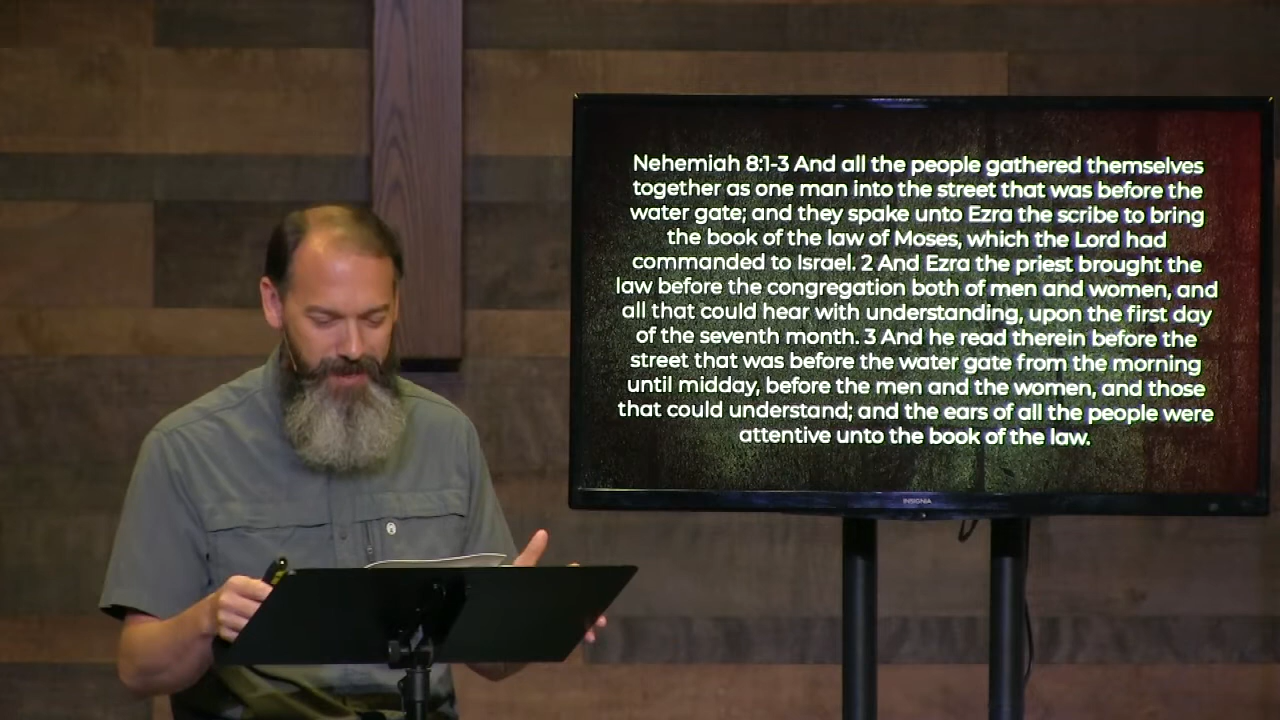 Nehemiah 8:1-3 And all the people gathered themselves
together as one man into the street that was before the
water gate; and they spake unto Ezra the scribe to bring
the book of the law of Moses, which the Lord had
commanded to Israel. 2 And Ezra the priest brought the
law before the congregation both of men and women, and
all that could hear with understanding, upon the first day
of the seventh month. 3 And he read therein before the
street that was before the water gate from the morning
until midday, before the men and the women, and those
that could understand; and the ears of all the people were
attentive unto the book of the law.
INSIGNIA